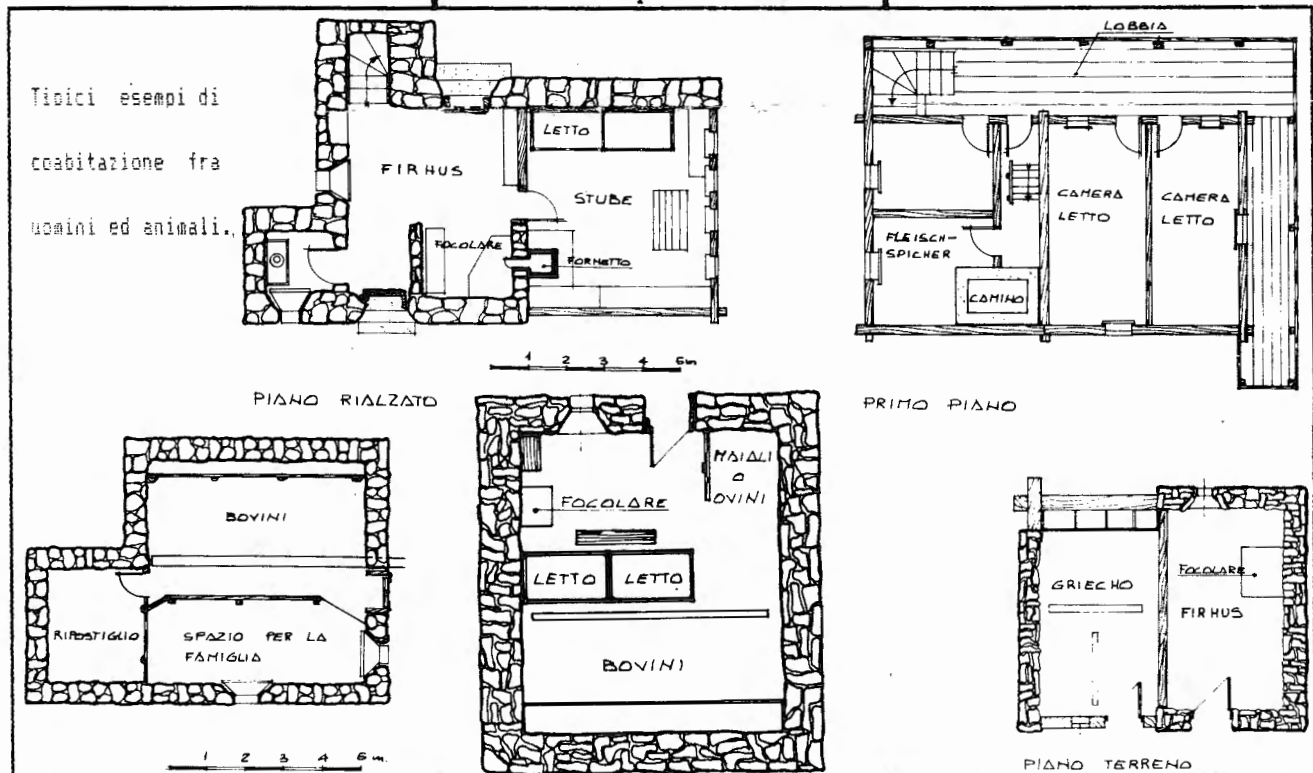 Tipici esempi di
coabitazione fra
uomini ed animali.
FIRHUS
LETTO
STUBE
FOCOLARE
FORNETTO
PIANO RIALZATO
1 2 3 4 5m
LOBBIA
CAMERA
LETTO
CAMERA
LETTO
FLEISCH-
SPICHER
CAMINO
PRIMO PIANO
BOVINI
RIPOSTIGLIO
SPAZIO PER LA
FAMIGLIA
1 2 3 4 5 m.
FOCOLARE
MAIALI
O
OVINI
LETTO
LETTO
BOVINI
GRIECHO
FOCOLARE
FIRHUS
PIANO TERRENO